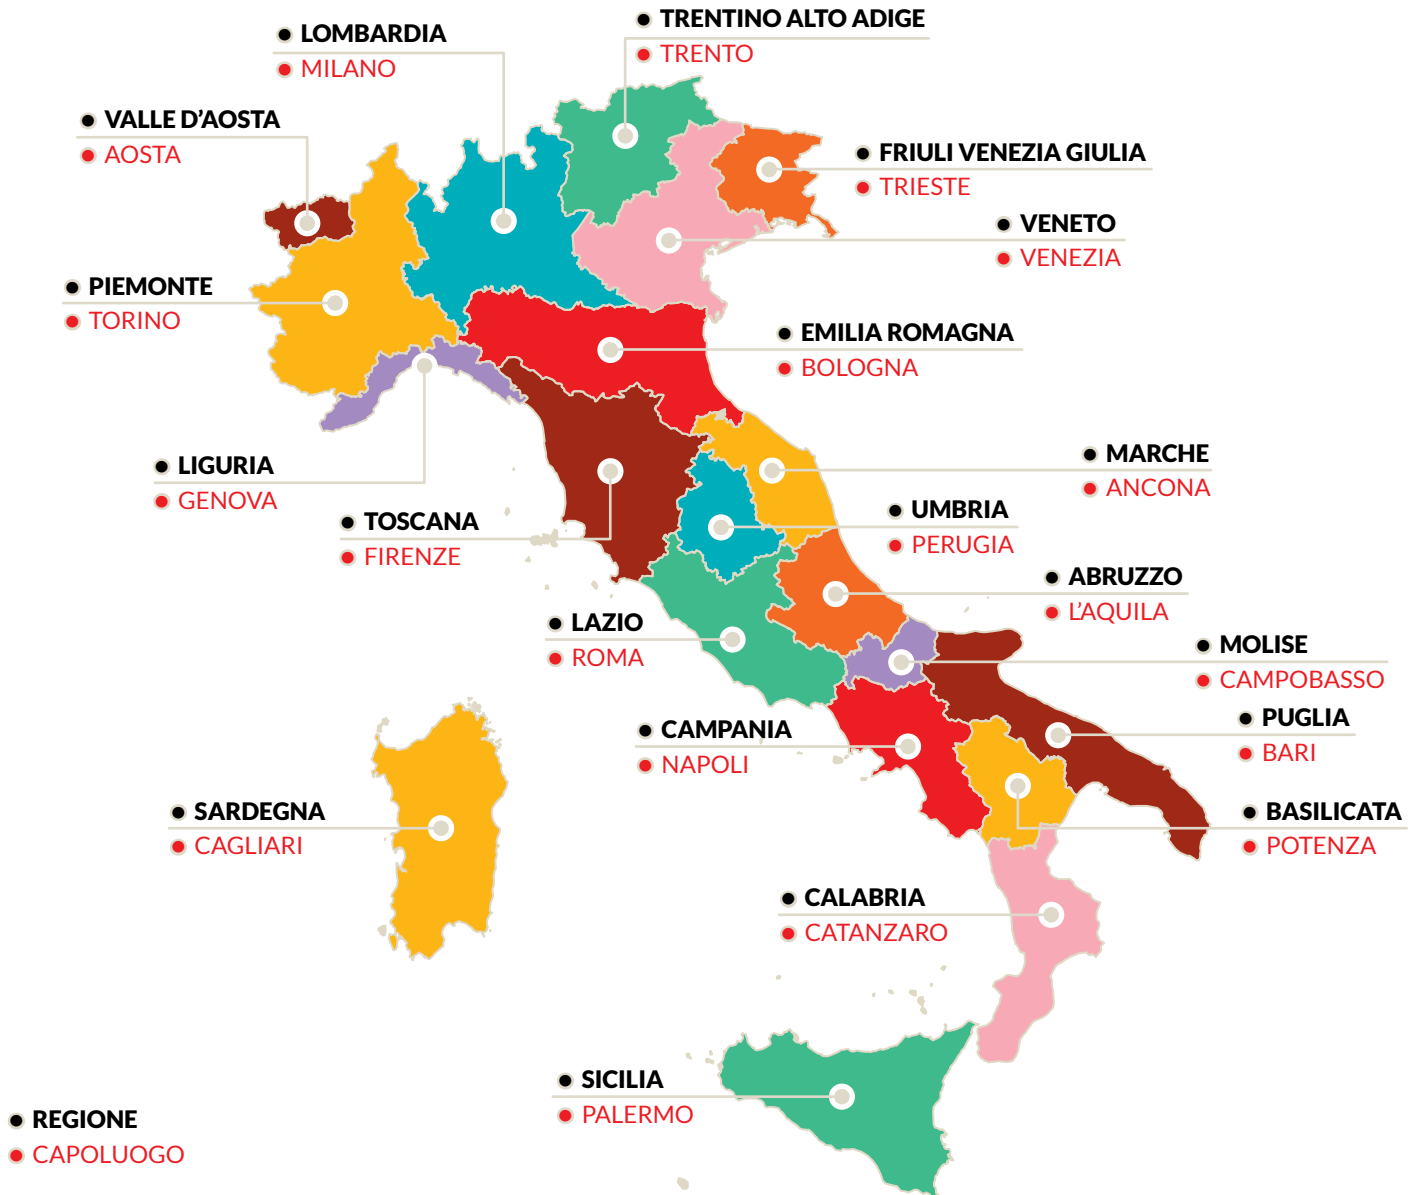 TRENTINO ALTO ADIGE
TRENTO
LOMBARDIA
MILANO
VALLE D’AOSTA
AOSTA
FRIULI VENEZIA GIULIA
TRIESTE
VENETO
VENEZIA
PIEMONTE
TORINO
EMILIA ROMAGNA
BOLOGNA
LIGURIA
GENOVA
MARCHE
ANCONA
TOSCANA
FIRENZE
UMBRIA
PERUGIA
ABRUZZO
L’AQUILA
LAZIO
ROMA
MOLISE
CAMPOBASSO
CAMPANIA
NAPOLI
PUGLIA
BARI
SARDEGNA
CAGLIARI
BASILICATA
POTENZA
CALABRIA
CATANZARO
SICILIA
PALERMO
REGIONE
CAPOLUOGO